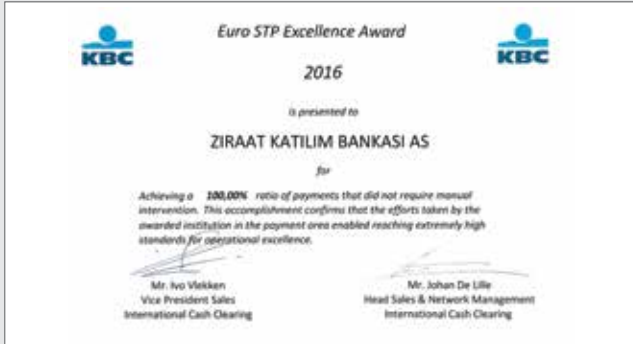 KBC
Euro STP Excellence Award
KBC
2016
is presented to
ZIRAAT KATILIM BANKASI AS
for
Achieving a 100,00% ratio of payments that did not require manual
intervention. This accomplishment confirms that the efforts taken by the
awarded institution in the payment area enabled reaching extremely high
standards for operational excellence.
Mr. Ivo Vlekken
Vice President Sales
International Cash Clearing
Mr. Johan De Lille
Head Sales & Network Management
International Cash Clearing